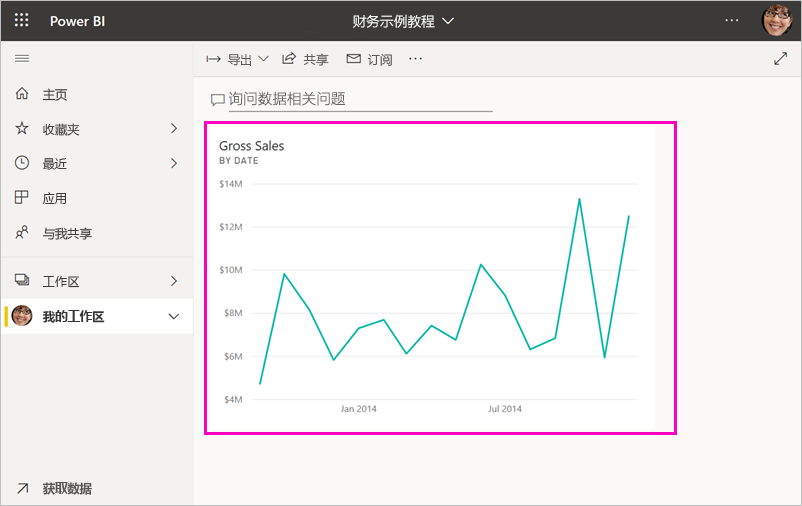 Power BI
财务示例教程
导出
共享
订阅
主页
收藏夹
最近
应用
与我共享
工作区
我的工作区
获取数据
询问数据相关问题
Gross Sales
BY DATE
$14M
$12M
$10M
$8M
$6M
$4M
Jan 2014
Jul 2014